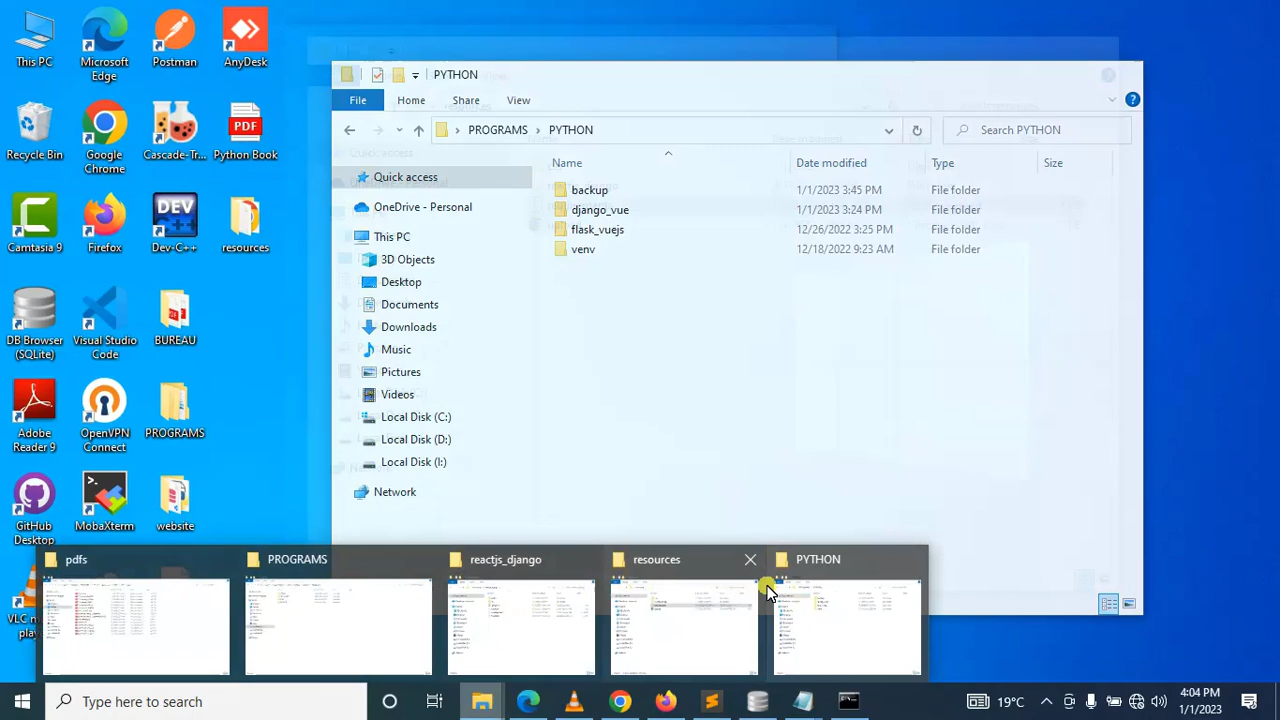 This PC
Microsoft
Edge
Postman
AnyDesk
Recycle Bin
Google
Chrome
Cascade-Tr...
PDF
Python Book
Camtasia 9
Firefox
DEV
Dev-C++
resources
DB Browser
(SQLite)
Visual Studio
Code
BUREAU
Adobe
Reader 9
OpenVPN
Connect
PROGRAMS
GitHub
Desktop
MobaXterm
website
VLC
play
PYTHON
File
Home
Share
View
PROGRAMS
PYTHON
Search PYTHON
Name
Date modified
Type
Size
Quick access
OneDrive - Personal
This PC
3D Objects
Desktop
Documents
Downloads
Music
Pictures
Videos
Local Disk (C:)
Local Disk (D:)
Local Disk (I:)
Network
backup 1/1/2023 3:45 PM File folder
django_vue 1/1/2023 3:24 PM File folder
flask_vuejs 12/26/2022 3:25 PM File folder
venv 12/18/2022 9:23 AM File folder
pdfs
PROGRAMS
reactjs_django
resources
PYTHON
Type here to search
19°C
4:04 PM
1/1/2023